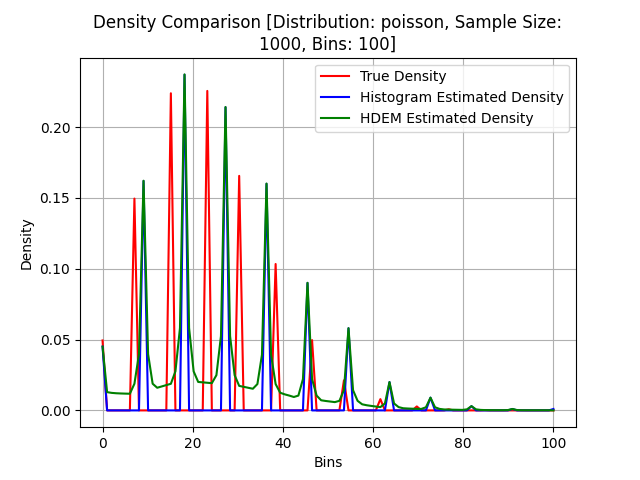 Density Comparison [Distribution: poisson, Sample Size:
1000, Bins: 100]
True Density
Histogram Estimated Density
HDEM Estimated Density
Density
0.20
0.15
0.10
0.05
0.00
0 20 40 60 80 100
Bins